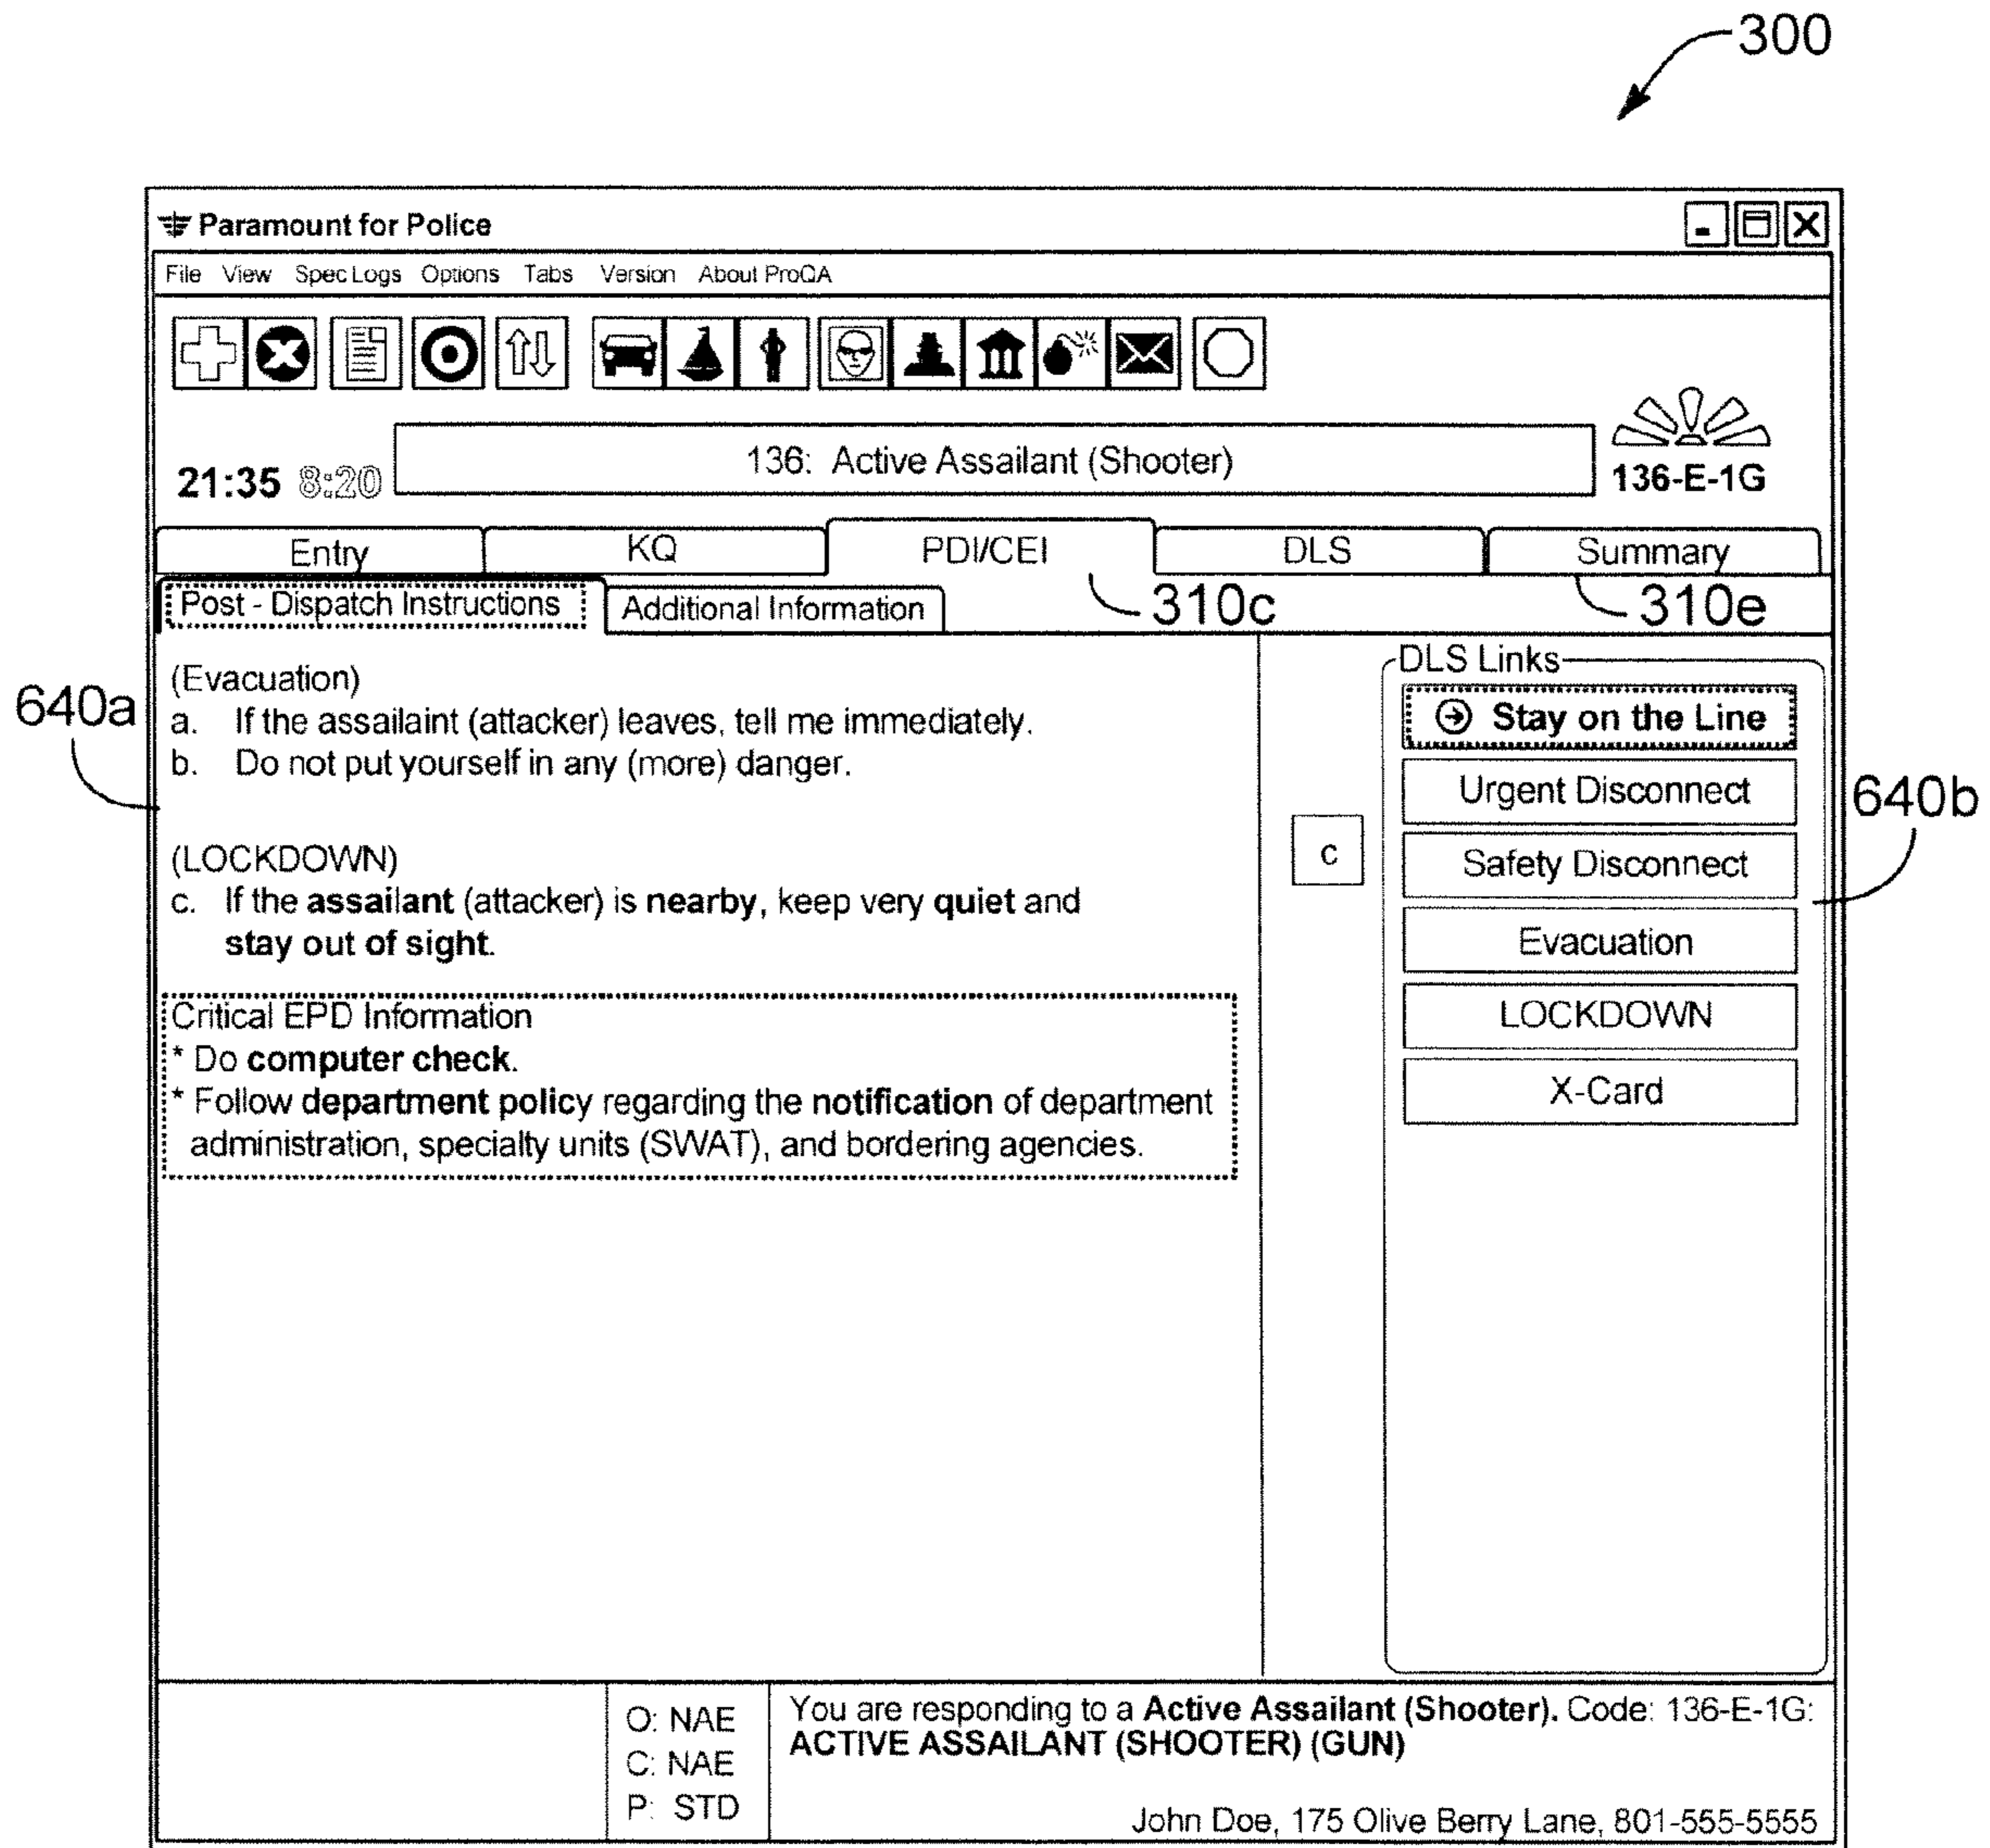 300
Paramount for Police
File View Spec Logs Options Tabs Version About ProQA
21:35 8:20
136: Active Assailant (Shooter)
136-E-1G
Entry KQ PDI/CEI DLS Summary
Post - Dispatch Instructions Additional Information 310c 310e
640a
(Evacuation)
a. If the assailaint (attacker) leaves, tell me immediately.
b. Do not put yourself in any (more) danger.
(LOCKDOWN)
c. If the assailant (attacker) is nearby, keep very quiet and
stay out of sight.
Critical EPD Information
* Do computer check.
* Follow department policy regarding the notification of department
administration, specialty units (SWAT), and bordering agencies.
c
DLS Links
Stay on the Line
Urgent Disconnect
Safety Disconnect
Evacuation
LOCKDOWN
X-Card
640b
O: NAE
C: NAE
P: STD
You are responding to a Active Assailant (Shooter). Code: 136-E-1G:
ACTIVE ASSAILANT (SHOOTER) (GUN)
John Doe, 175 Olive Berry Lane, 801-555-5555